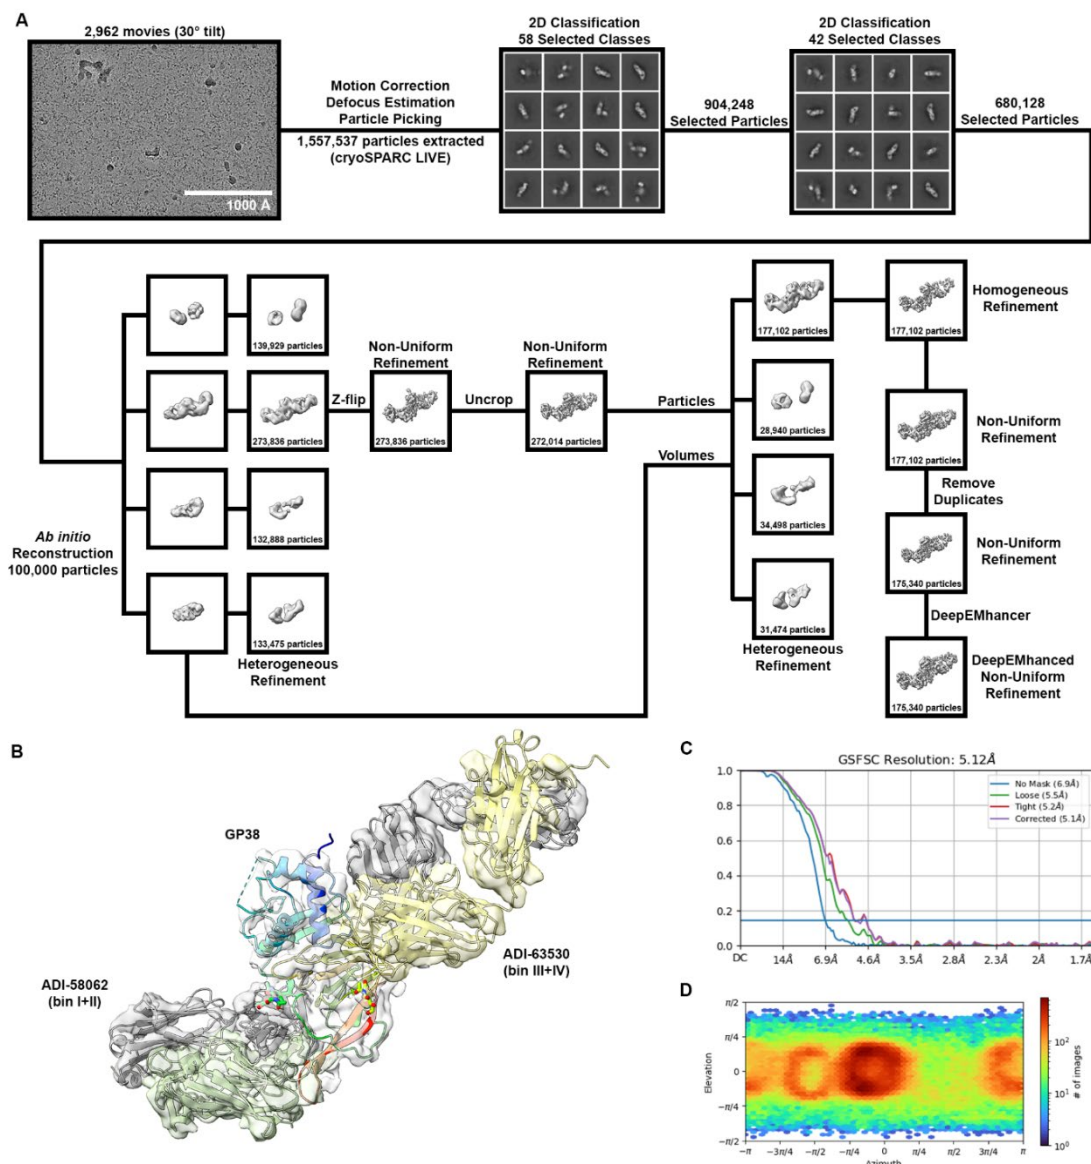 A
2,962 movies (30° tilt)
1000 Å
Motion Correction
Defocus Estimation
Particle Picking
1,557,537 particles extracted
(cryoSPARC LIVE)
2D Classification
58 Selected Classes
904,248
Selected Particles
2D Classification
42 Selected Classes
680,128
Selected Particles
Ab initio
Reconstruction
100,000 particles
139,929 particles
273,836 particles
132,888 particles
133,475 particles
Heterogeneous
Refinement
Z-flip
Non-Uniform
Refinement
273,836 particles
Uncrop
Non-Uniform
Refinement
272,014 particles
Particles
Volumes
177,102 particles
28,940 particles
34,498 particles
31,474 particles
Heterogeneous
Refinement
177,102 particles
Homogeneous
Refinement
177,102 particles
Non-Uniform
Refinement
Remove
Duplicates
175,340 particles
Non-Uniform
Refinement
DeepEMhancer
175,340 particles
DeepEMhanced
Non-Uniform
Refinement
B
GP38
ADI-58062
(bin I+II)
ADI-63530
(bin III+IV)
C
GSFSC Resolution: 5.12Å
1.0
0.8
0.6
0.4
0.2
0.0
DC 14Å 6.9Å 4.6Å 3.5Å 2.8Å 2.3Å 2Å 1.7Å
No Mask (6.9Å)
Loose (5.5Å)
Tight (5.2Å)
Corrected (5.1Å)
D
Elevation
π/2
π/4
0
−π/4
−π/2
−π −3π/4 −π/2 −π/4 0 π/4 π/2 3π/4 π
Azimuth
10²
10¹
10⁰
# of images